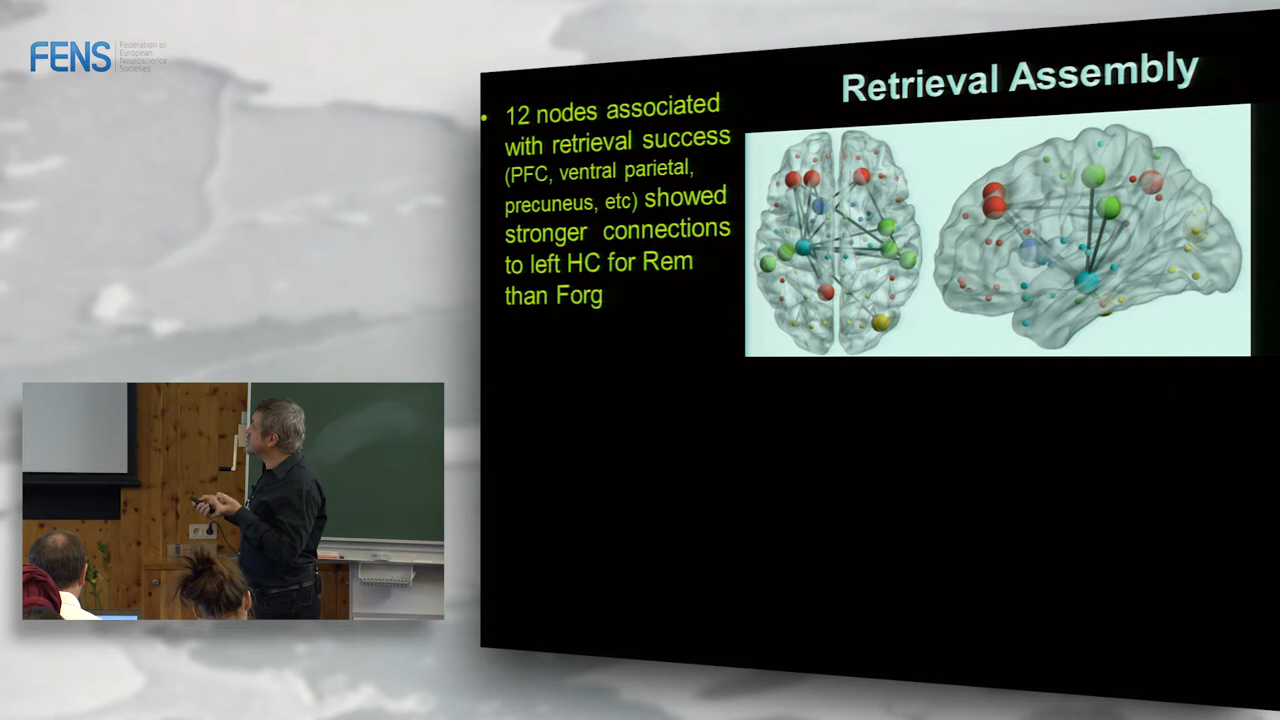 FENS
Federation of
European
Neuroscience
Societies
Retrieval Assembly
• 12 nodes associated
with retrieval success
(PFC, ventral parietal,
precuneus, etc) showed
stronger connections
to left HC for Rem
than Forg